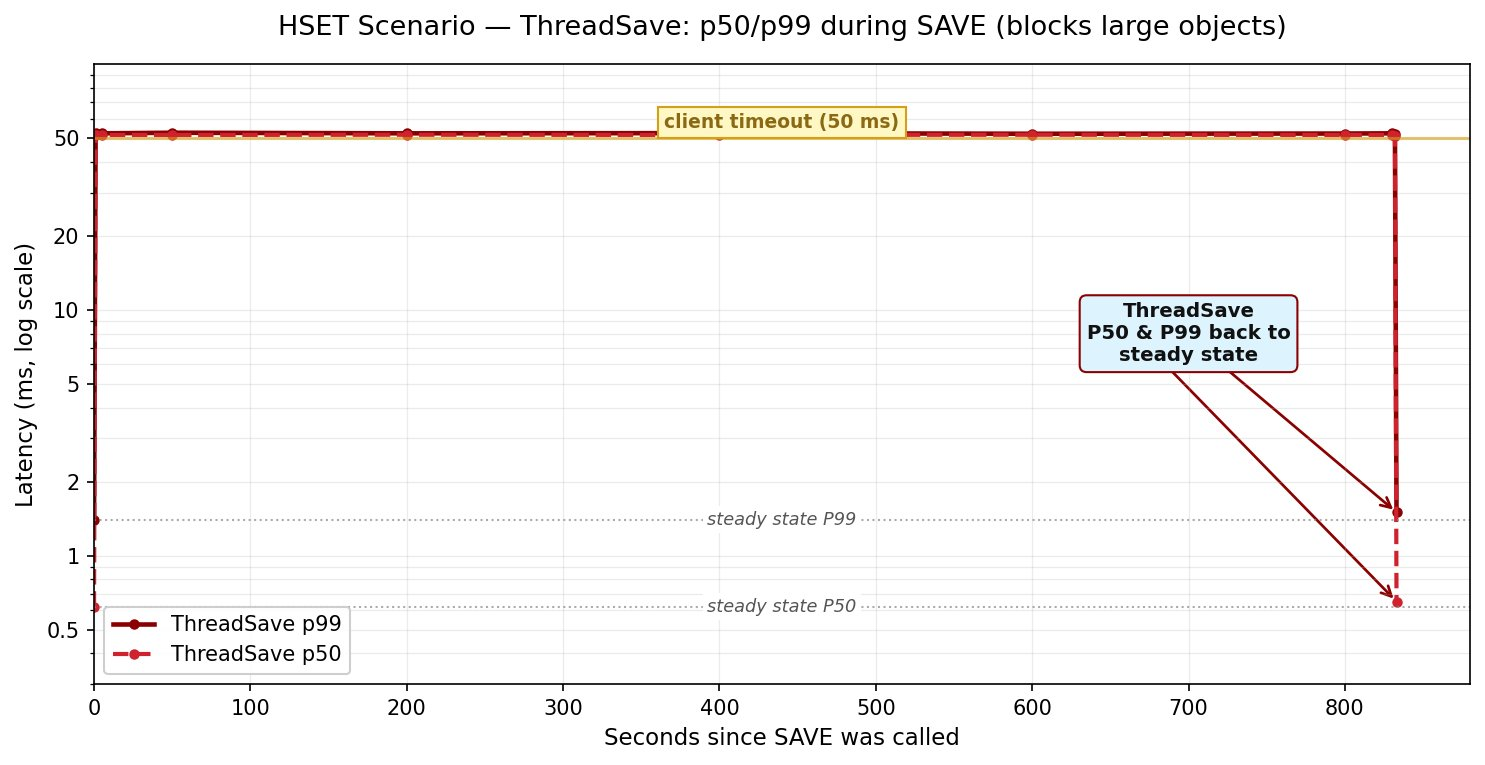 HSET Scenario — ThreadSave: p50/p99 during SAVE (blocks large objects)
Latency (ms, log scale)
50
20
10
5
2
1
0.5
client timeout (50 ms)
ThreadSave
P50 & P99 back to
steady state
steady state P99
steady state P50
ThreadSave p99
ThreadSave p50
0
100
200
300
400
500
600
700
800
Seconds since SAVE was called